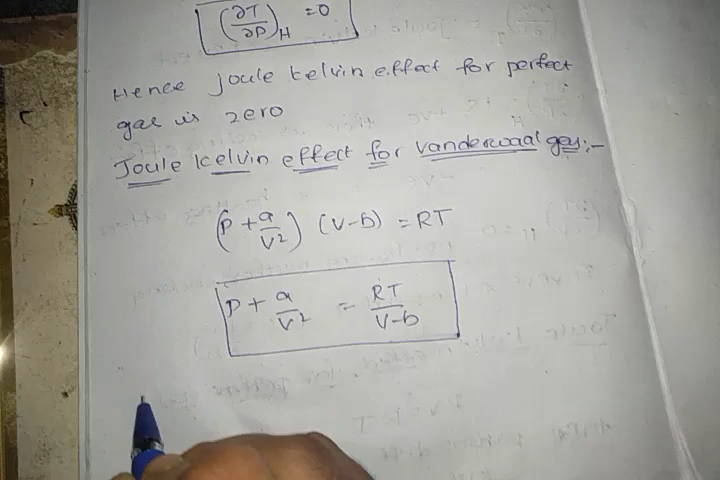 (∂T/∂P)_H = 0
Hence joule kelvin effect for perfect
gas is zero
Joule kelvin effect for vanderwaal gas:-
(P + a/V²) (V-b) = RT
P + a/V² = RT/V-b